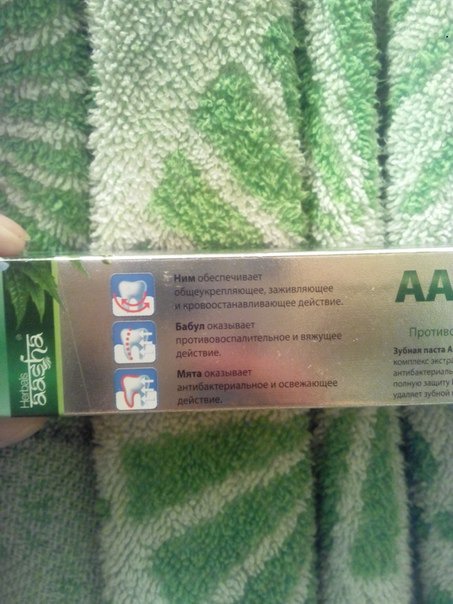 Herbals
aasha®
Ним обеспечивает
общеукрепляющее, заживляющее
и кровоостанавливающее действие.
Бабул оказывает
противовоспалительное и вяжущее
действие.
Мята оказывает
антибактериальное и освежающее
действие.
AA
Противо
Зубная паста A
комплекс экстра
антибактериаль
полную защиту
удаляет зубной